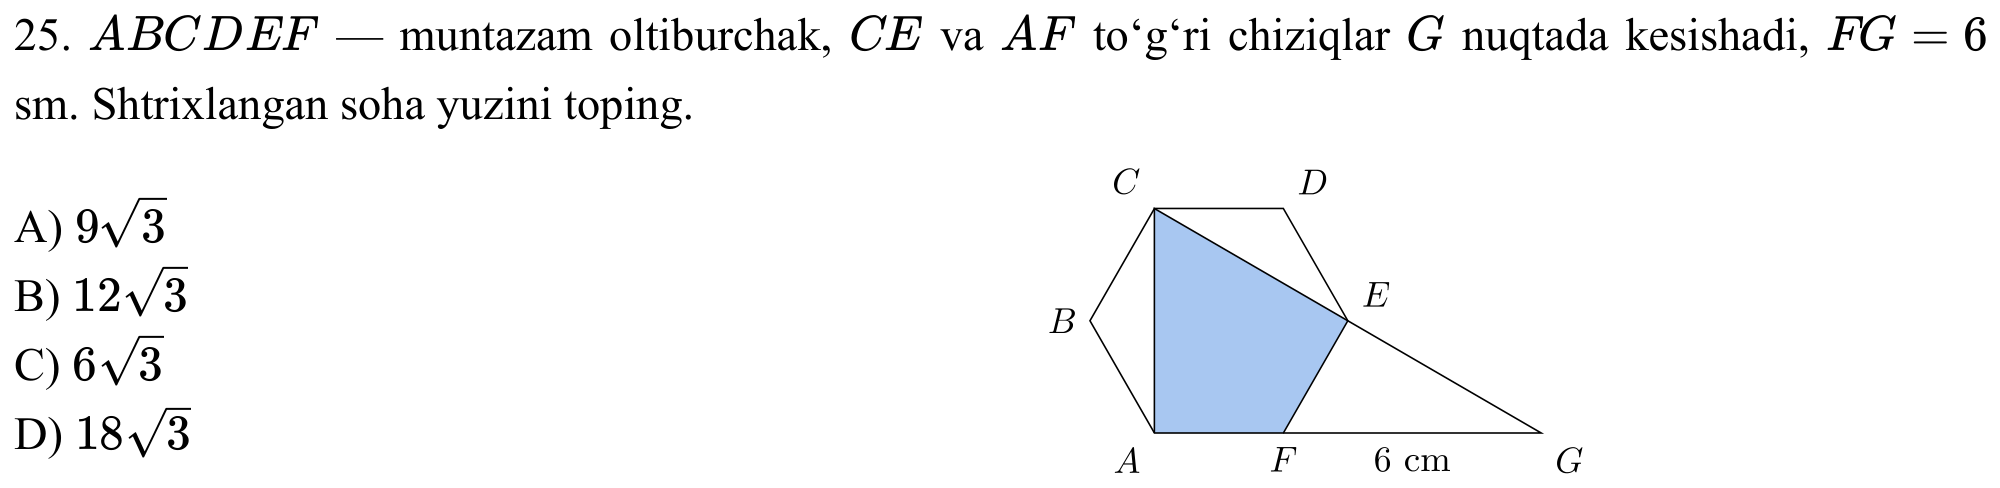 25. ABCDEF — muntazam oltiburchak, CE va AF to‘g‘ri chiziqlar G nuqtada kesishadi, FG = 6
sm. Shtrixlangan soha yuzini toping.
A) 9√3
B) 12√3
C) 6√3
D) 18√3
C D
B E
A F 6 cm G